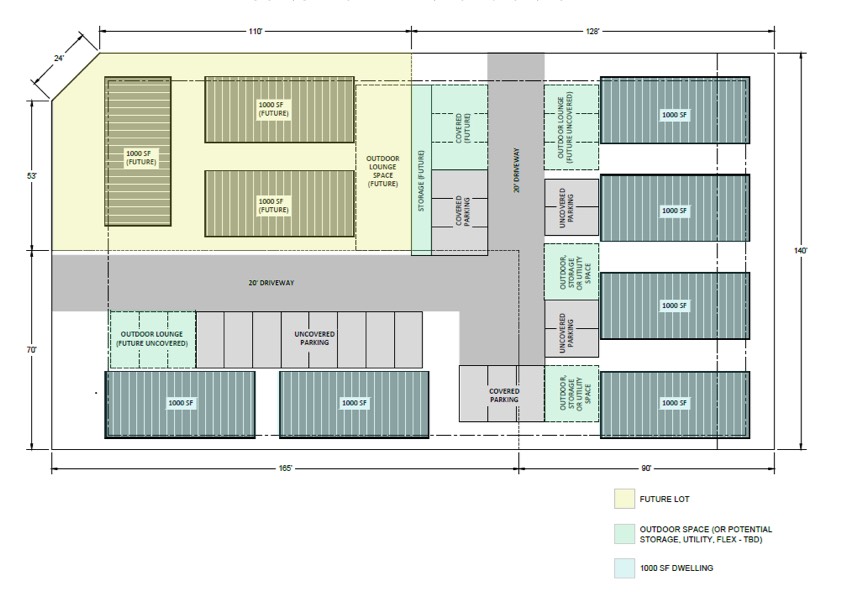 110'
128'
24'
1000 SF
(FUTURE)
1000 SF
(FUTURE)
1000 SF
(FUTURE)
OUTDOOR
LOUNGE
SPACE
(FUTURE)
STORAGE (FUTURE)
COVERED
(FUTURE)
COVERED
PARKING
20' DRIVEWAY
OUTDOOR LOUNGE
(FUTURE UNCOVERED)
1000 SF
53'
UNCOVERED
PARKING
1000 SF
140'
20' DRIVEWAY
OUTDOOR,
STORAGE
OR UTILITY
SPACE
1000 SF
70'
OUTDOOR LOUNGE
(FUTURE UNCOVERED)
UNCOVERED
PARKING
UNCOVERED
PARKING
1000 SF
1000 SF
COVERED
PARKING
OUTDOOR,
STORAGE
OR UTILITY
SPACE
1000 SF
165'
90'
FUTURE LOT
OUTDOOR SPACE (OR POTENTIAL
STORAGE, UTILITY, FLEX - TBD)
1000 SF DWELLING